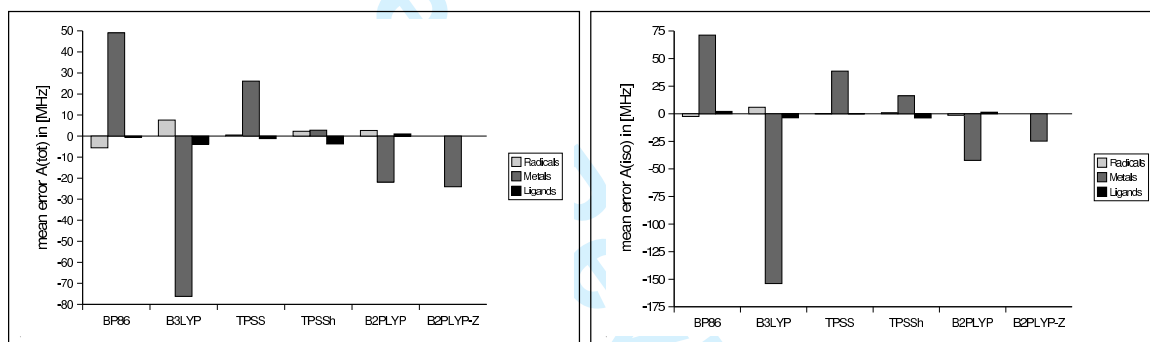 mean error A(tot) in [MHz]
50
40
30
20
10
0
-10
-20
-30
-40
-50
-60
-70
-80
BP86 B3LYP TPSS TPSSh B2PLYP B2PLYP-Z
Radicals
Metals
Ligands
mean error A(iso) in [MHz]
75
50
25
0
-25
-50
-75
-100
-125
-150
-175
BP86 B3LYP TPSS TPSSh B2PLYP B2PLYP-Z
Radicals
Metals
Ligands